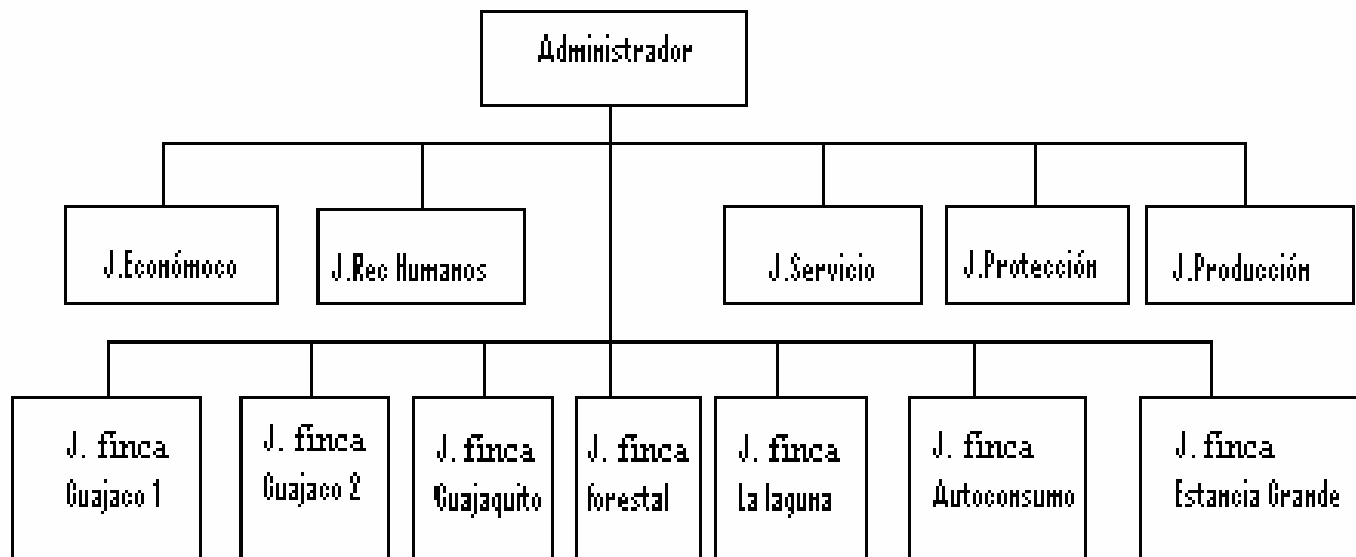 Administrador
J.Económoco
J.Rec Humanos
J.Servicio
J.Protección
J.Producción
J. finca
Guajaco 1
J. finca
Guajaco 2
J. finca
Guajaquito
J. finca
forestal
J. finca
La laguna
J. finca
Autoconsumo
J. finca
Estancia Grande